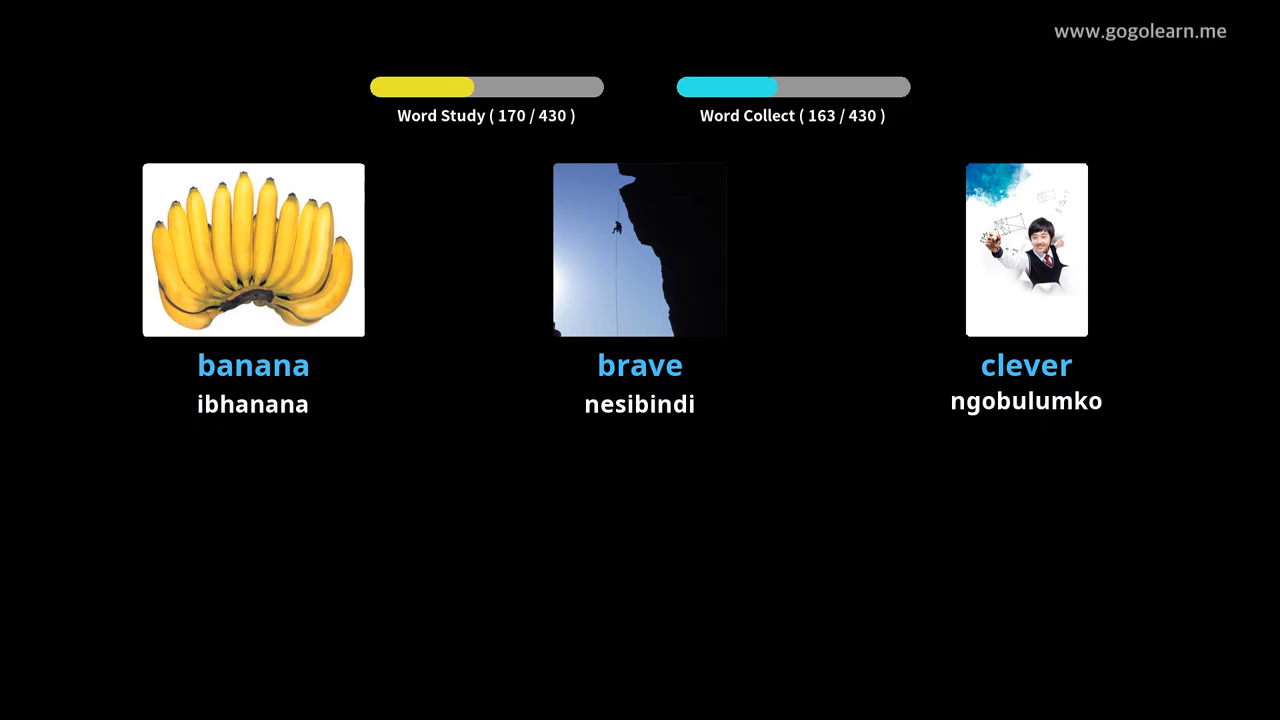 www.gogolearn.me
Word Study ( 170 / 430 )
Word Collect ( 163 / 430 )
banana
brave
clever
ibhanana
nesibindi
ngobulumko